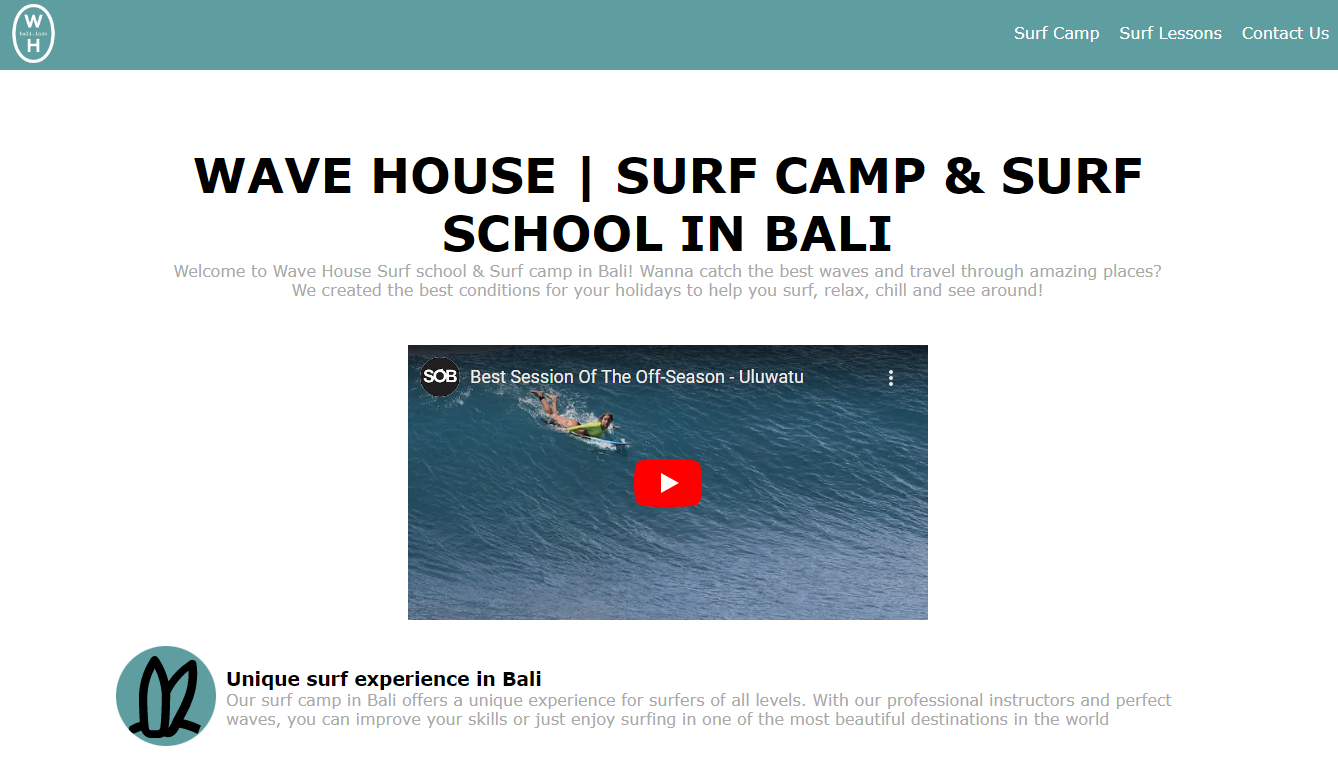 W
bali.indo
H
Surf Camp Surf Lessons Contact Us
WAVE HOUSE | SURF CAMP & SURF
SCHOOL IN BALI
Welcome to Wave House Surf school & Surf camp in Bali! Wanna catch the best waves and travel through amazing places?
We created the best conditions for your holidays to help you surf, relax, chill and see around!
SOB Best Session Of The Off-Season - Uluwatu
Unique surf experience in Bali
Our surf camp in Bali offers a unique experience for surfers of all levels. With our professional instructors and perfect
waves, you can improve your skills or just enjoy surfing in one of the most beautiful destinations in the world